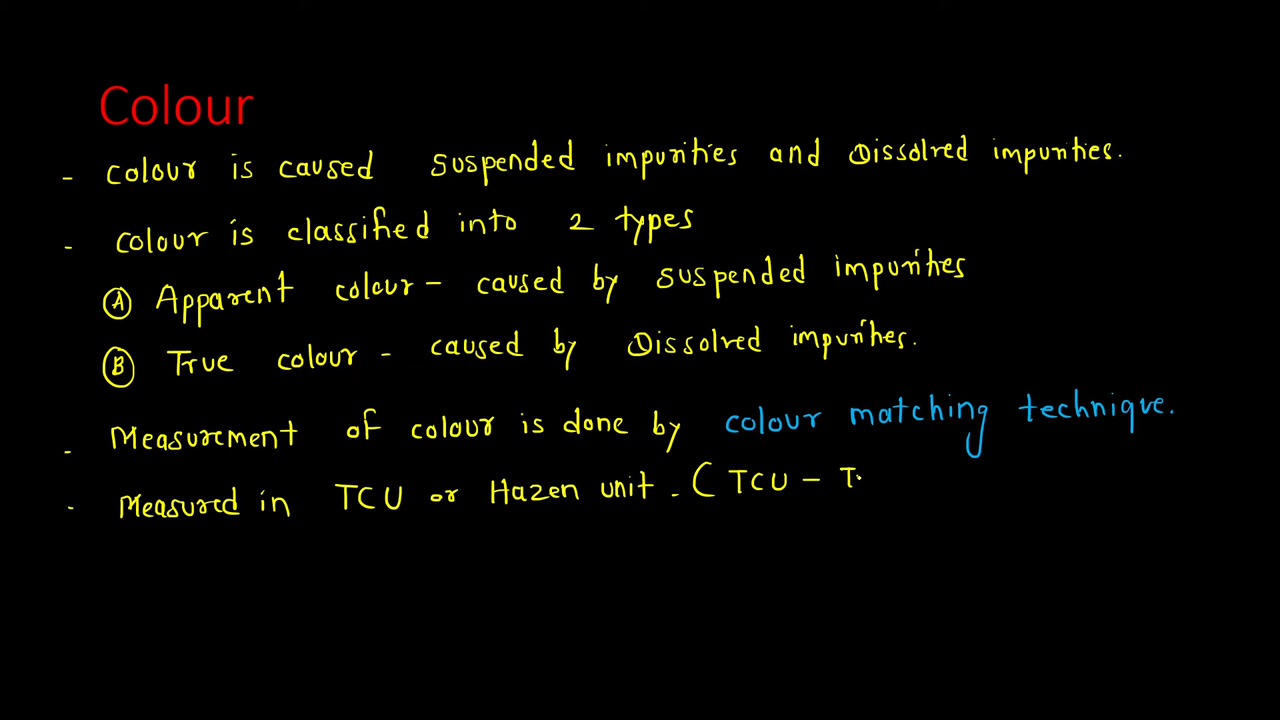 Colour
- colour is caused suspended impurities and Dissolved impurities.
- colour is classified into 2 types
(A) Apparent colour - caused by suspended impurities
(B) True colour - caused by Dissolved impurities.
- Measurement of colour is done by colour matching technique.
- Measured in TCU or Hazen unit. (TCU - T